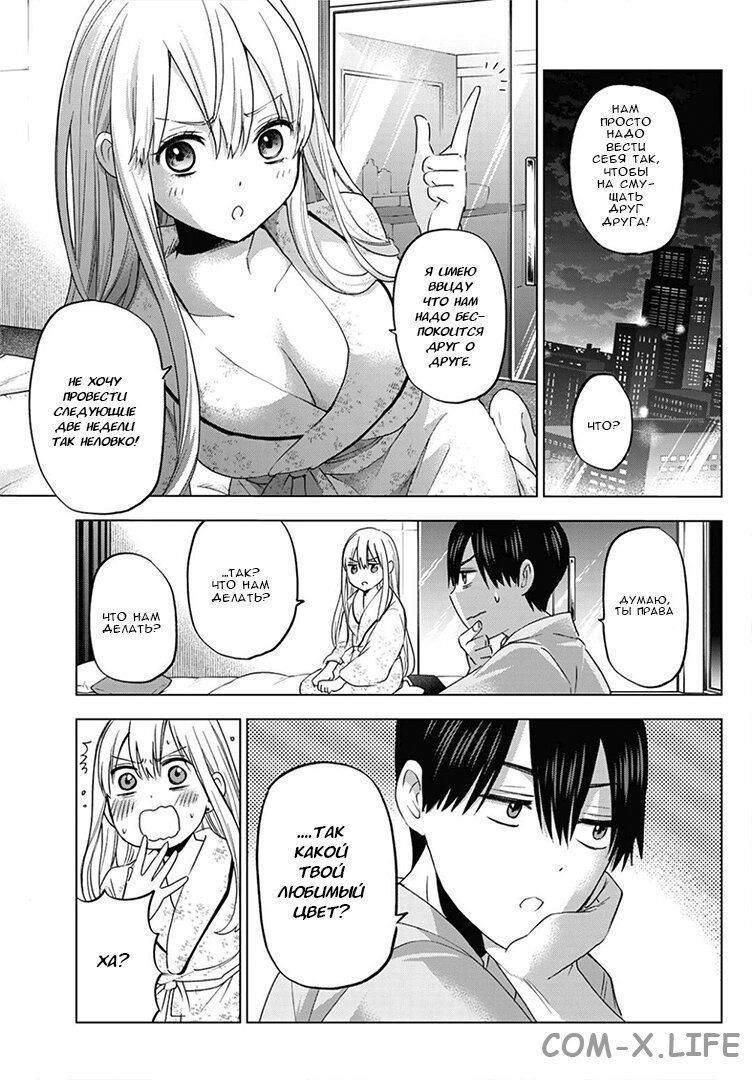 НАМ
ПРОСТО
НАДО
ВЕСТИ
СЕБЯ ТАК,
ЧТОБЫ
НА СМУ-
ЩАТЬ
ДРУГ
ДРУГА!
ЧТО?
Я ИМЕЮ
ВВЦДУ
ЧТО НАМ
НАДО БЕС-
ПОКОЦТСЯ
ДРУГ О
ДРУГЕ.
НЕ ХОЧУ
ПРОВЕСТИ
СЛЕДУЮЩИЕ
ДВЕ НЕДЕЛИ
ТАК НЕЛОВКО!
ДУМАЮ,
ТЫ ПРАВА
...ТАК?
ЧТО НАМ
ДЕЛАТЬ?
ЧТО НАМ
ДЕЛАТЬ?
....ТАК
КАКОЙ
ТВОЙ
ЛЮБИМЫЙ
ЦВЕТ?
ХА?
COM-X.LIFE